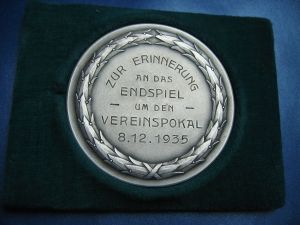 ZUR ERINNERUNG
AN DAS
ENDSPIEL
— UM DEN —
VEREINSPOKAL
8.12.1935